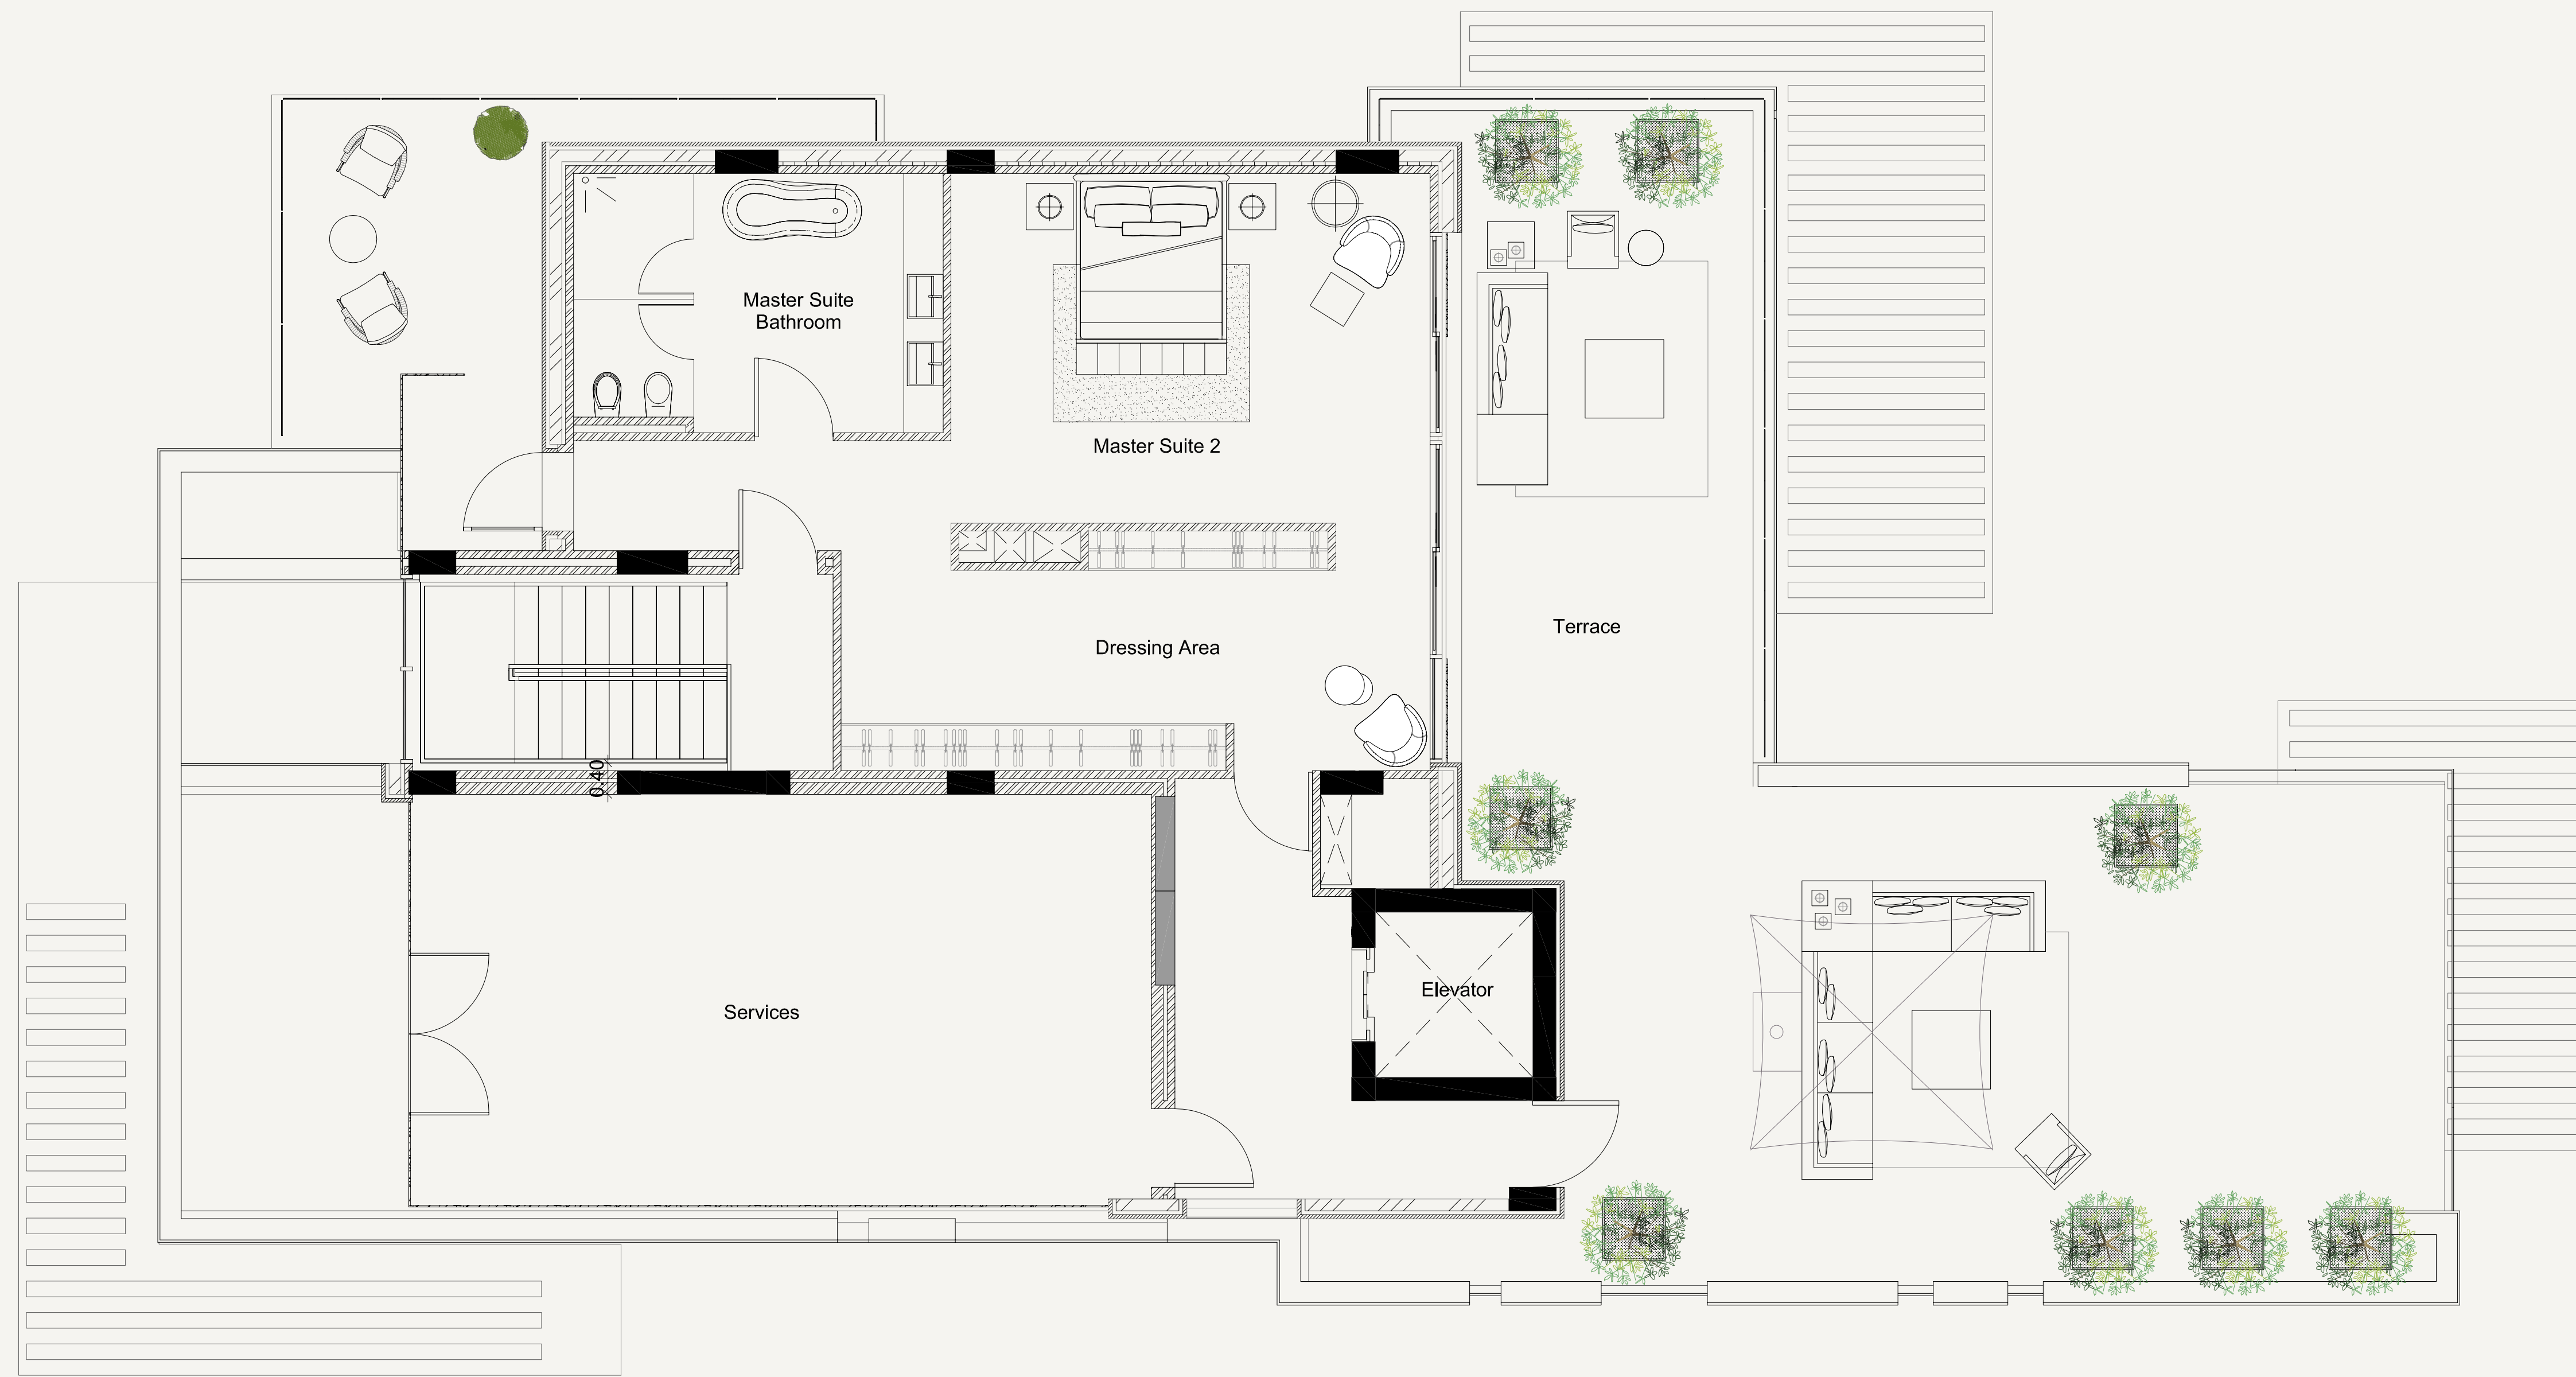 Master Suite
Bathroom
Master Suite 2
Terrace
Dressing Area
0.40
Elevator
Services